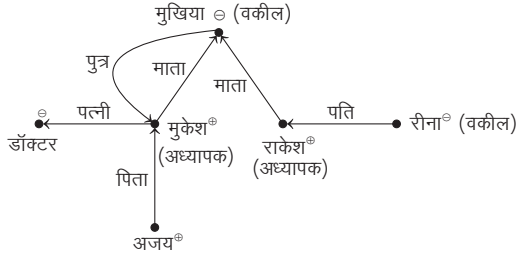 मुखिया ⊖ (वकील)
पुत्र
माता
माता
⊖
पत्नी
पति
डॉक्टर
मुकेश⊕
(अध्यापक)
राकेश⊕
(अध्यापक)
रीना⊖ (वकील)
पिता
अजय⊕